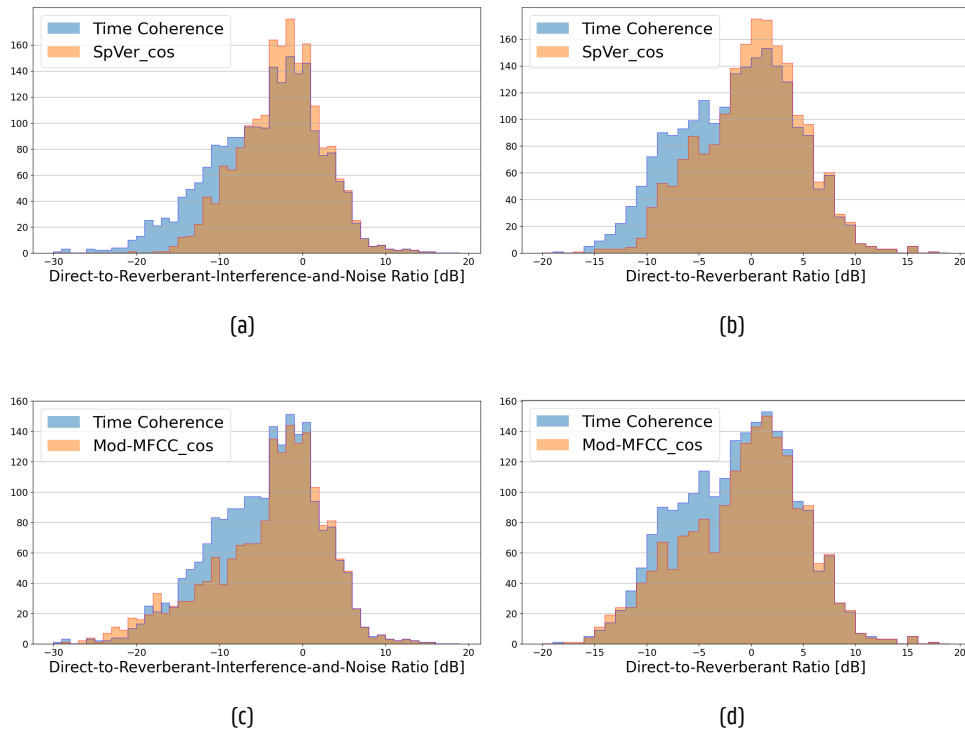 Time Coherence
SpVer_cos
160
140
120
100
80
60
40
20
0
−30 −20 −10 0 10 20
Direct-to-Reverberant-Interference-and-Noise Ratio [dB]
(a)
Time Coherence
SpVer_cos
160
140
120
100
80
60
40
20
0
−20 −15 −10 −5 0 5 10 15 20
Direct-to-Reverberant Ratio [dB]
(b)
Time Coherence
Mod-MFCC_cos
160
140
120
100
80
60
40
20
0
−30 −20 −10 0 10 20
Direct-to-Reverberant-Interference-and-Noise Ratio [dB]
(c)
Time Coherence
Mod-MFCC_cos
160
140
120
100
80
60
40
20
0
−20 −15 −10 −5 0 5 10 15 20
Direct-to-Reverberant Ratio [dB]
(d)